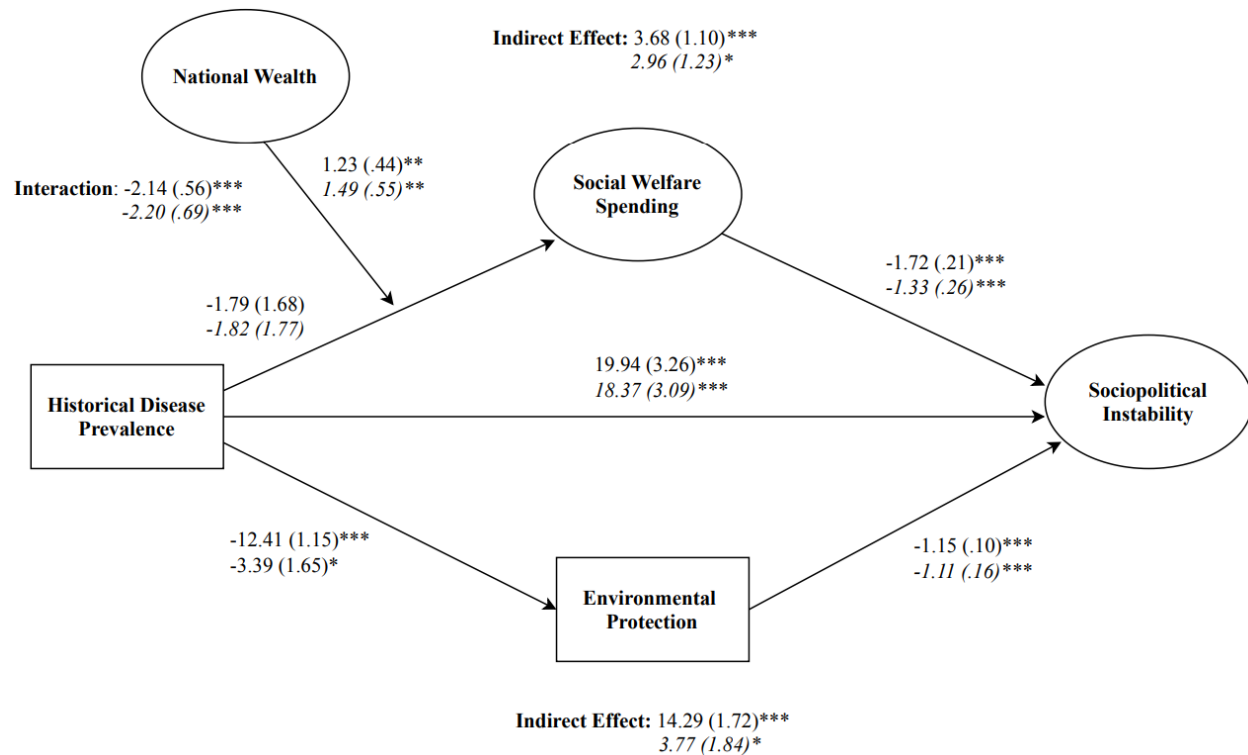 Indirect Effect: 3.68 (1.10)***
2.96 (1.23)*
National Wealth
1.23 (.44)**
1.49 (.55)**
Interaction: -2.14 (.56)***
-2.20 (.69)***
Social Welfare
Spending
-1.72 (.21)***
-1.33 (.26)***
-1.79 (1.68)
-1.82 (1.77)
19.94 (3.26)***
18.37 (3.09)***
Historical Disease
Prevalence
Sociopolitical
Instability
-12.41 (1.15)***
-3.39 (1.65)*
-1.15 (.10)***
-1.11 (.16)***
Environmental
Protection
Indirect Effect: 14.29 (1.72)***
3.77 (1.84)*